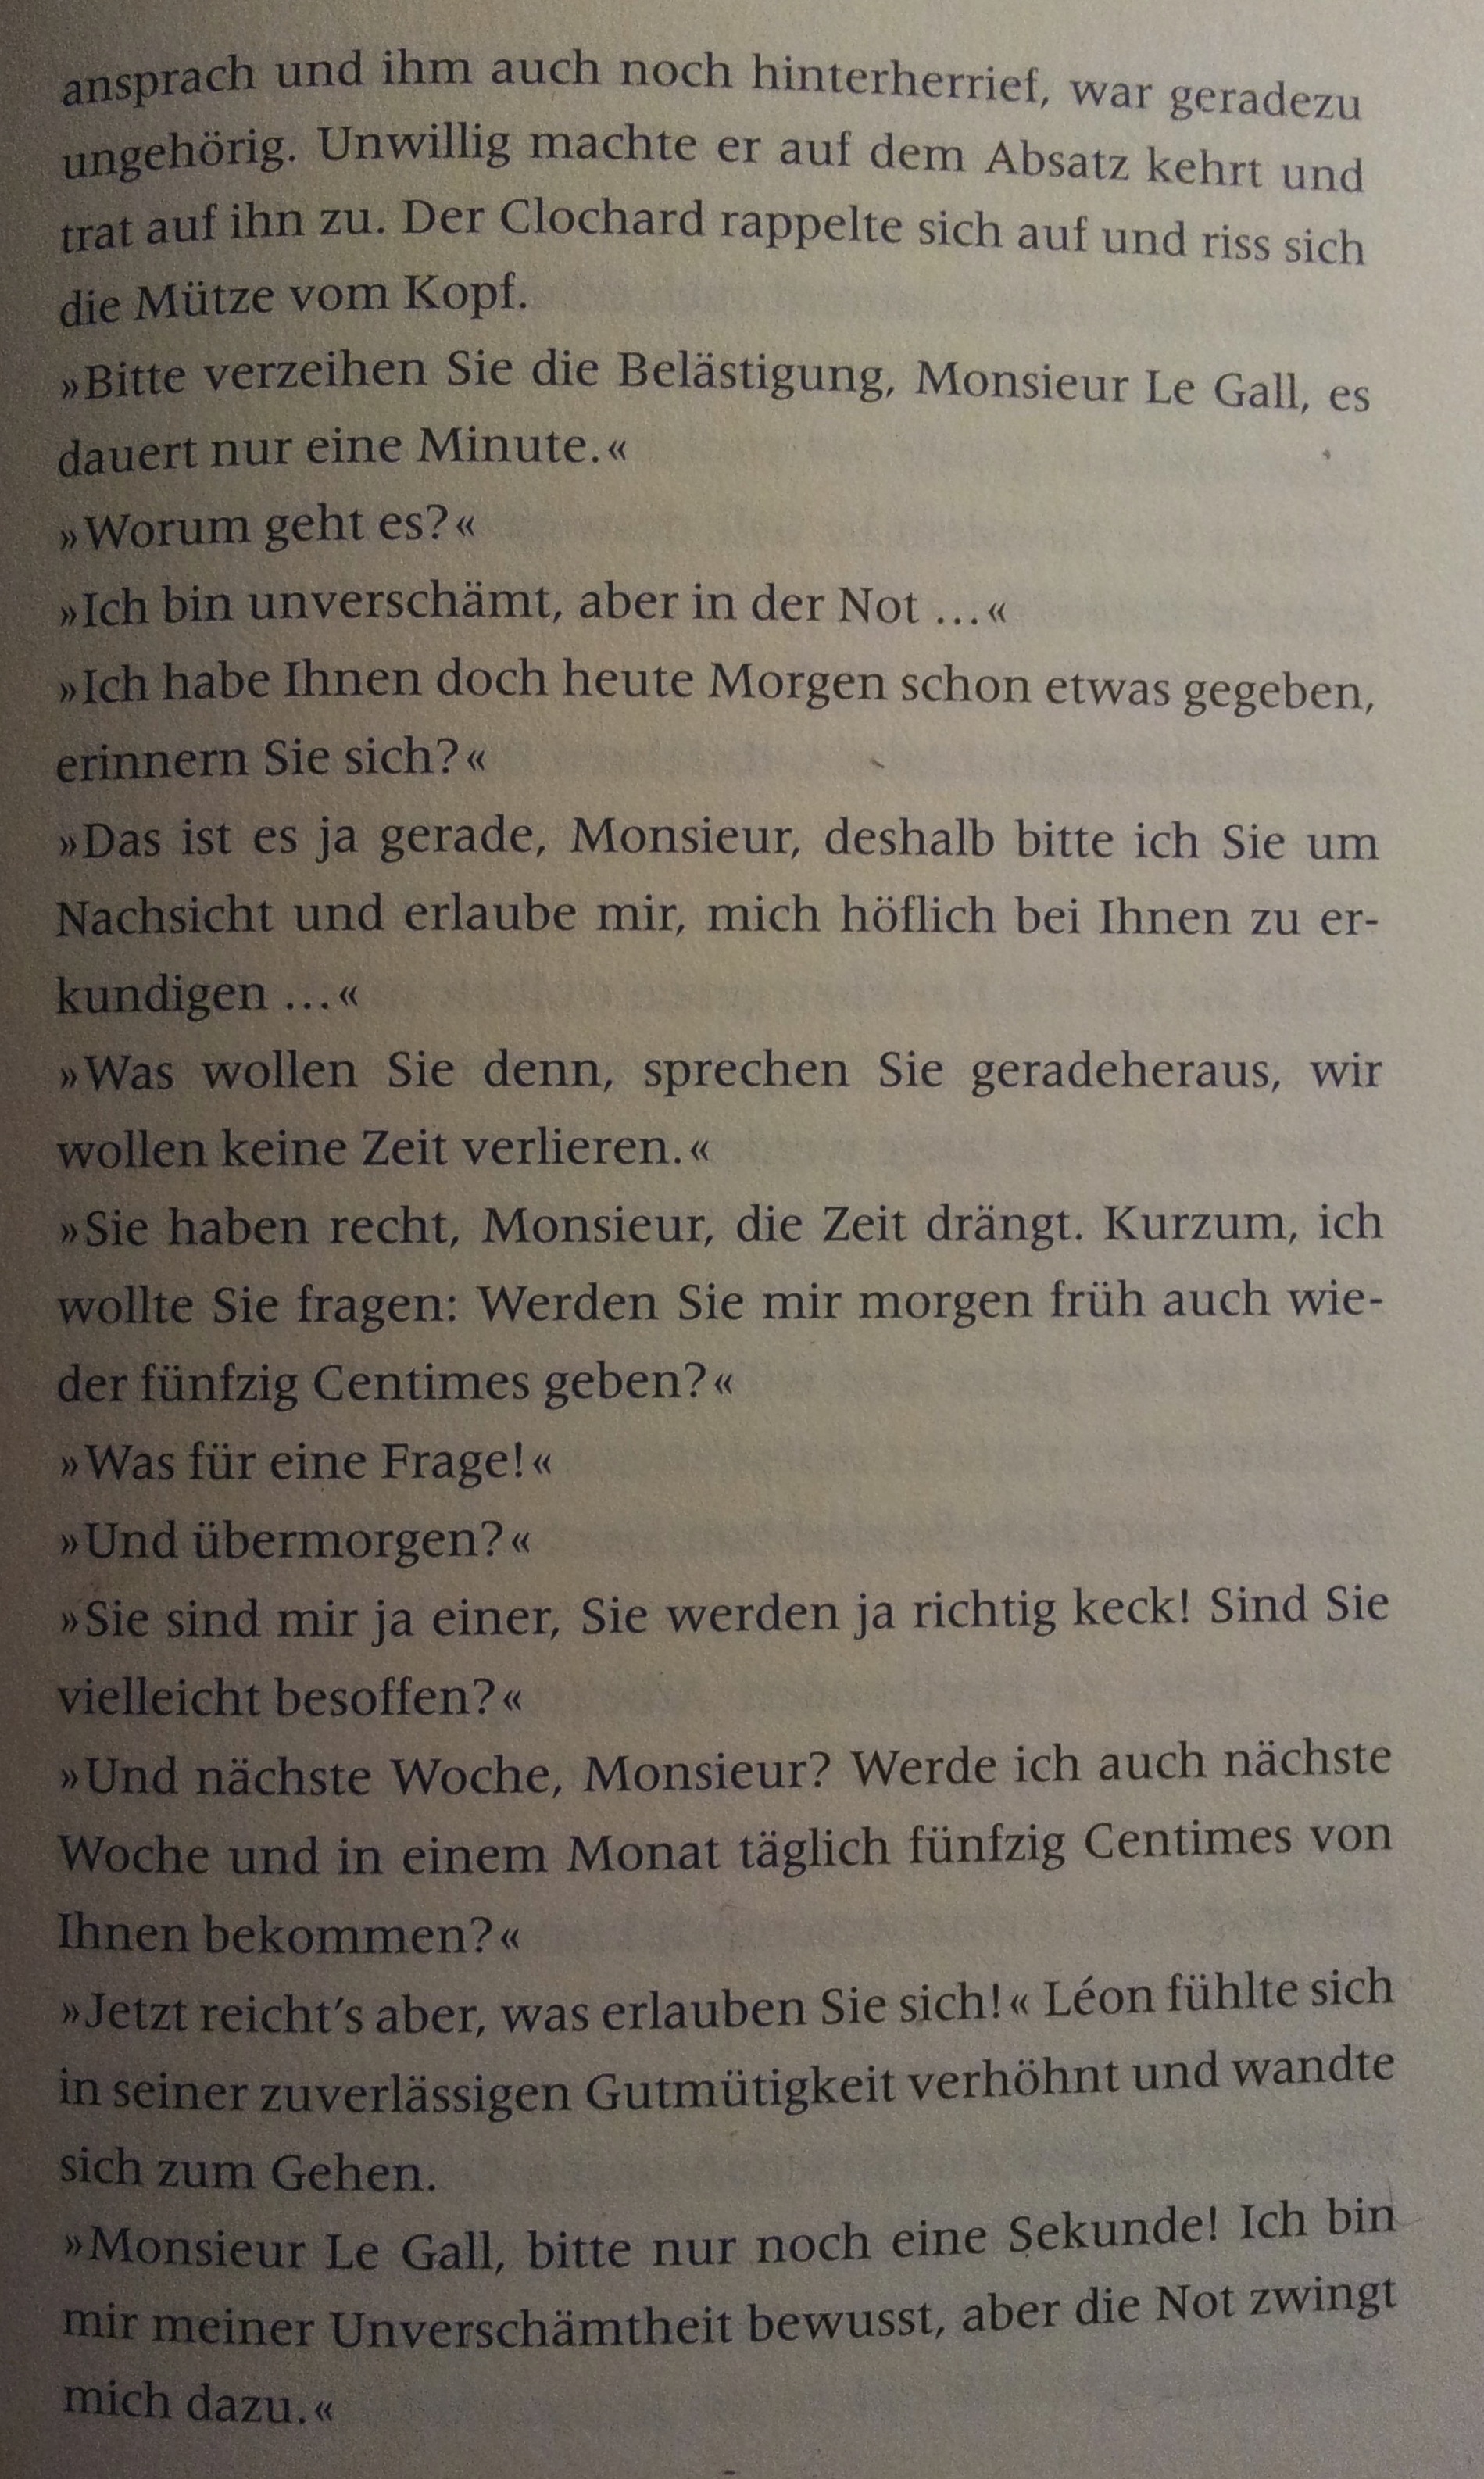 ansprach und ihm auch noch hinterherrief, war geradezu
ungehörig. Unwillig machte er auf dem Absatz kehrt und
trat auf ihn zu. Der Clochard rappelte sich auf und riss sich
die Mütze vom Kopf.
»Bitte verzeihen Sie die Belästigung, Monsieur Le Gall, es
dauert nur eine Minute.«
»Worum geht es?«
»Ich bin unverschämt, aber in der Not ...«
»Ich habe Ihnen doch heute Morgen schon etwas gegeben,
erinnern Sie sich?«
»Das ist es ja gerade, Monsieur, deshalb bitte ich Sie um
Nachsicht und erlaube mir, mich höflich bei Ihnen zu er-
kundigen ...«
»Was wollen Sie denn, sprechen Sie geradeheraus, wir
wollen keine Zeit verlieren.«
»Sie haben recht, Monsieur, die Zeit drängt. Kurzum, ich
wollte Sie fragen: Werden Sie mir morgen früh auch wie-
der fünfzig Centimes geben?«
»Was für eine Frage!«
»Und übermorgen?«
»Sie sind mir ja einer, Sie werden ja richtig keck! Sind Sie
vielleicht besoffen?«
»Und nächste Woche, Monsieur? Werde ich auch nächste
Woche und in einem Monat täglich fünfzig Centimes von
Ihnen bekommen?«
»Jetzt reicht's aber, was erlauben Sie sich!« Léon fühlte sich
in seiner zuverlässigen Gutmütigkeit verhöhnt und wandte
sich zum Gehen.
»Monsieur Le Gall, bitte nur noch eine Sekunde! Ich bin
mir meiner Unverschämtheit bewusst, aber die Not zwingt
mich dazu.«